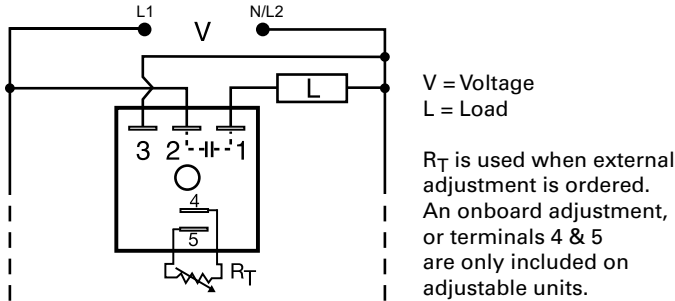 L1 N/L2
V
L
3 2 1
4
5
R_T
V = Voltage
L = Load
R_T is used when external
adjustment is ordered.
An onboard adjustment,
or terminals 4 & 5
are only included on
adjustable units.